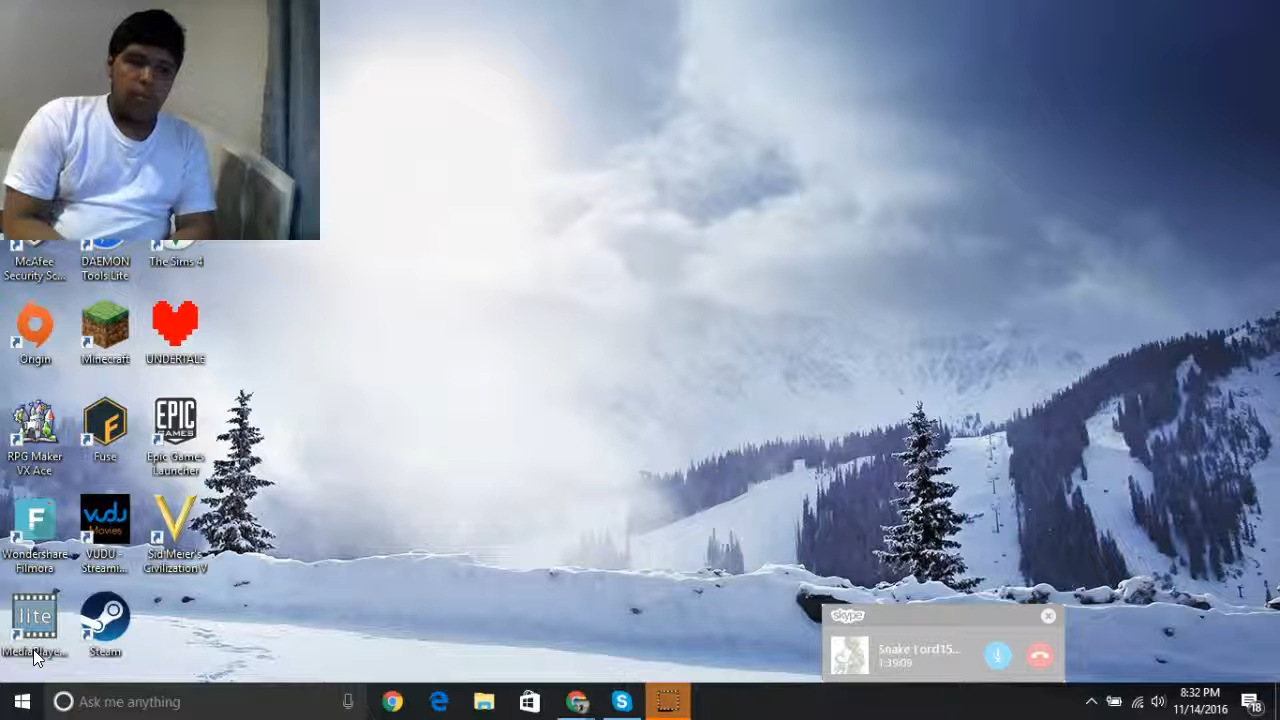 McAfee
Security Sc...
DAEMON
Tools Lite
The Sims 4
Origin
Minecraft
UNDERTALE
RPG Maker
VX Ace
F
Fuse
EPIC
GAMES
Epic Games
Launcher
F
Wondershare
Filmora
vudu
Movies
VUDU -
Streami...
Sid Meier's
Civilization V
lite
MediaPlaye...
Steam
skype
Snake Lord15...
1:39:09
Ask me anything
8:32 PM
11/14/2016
18